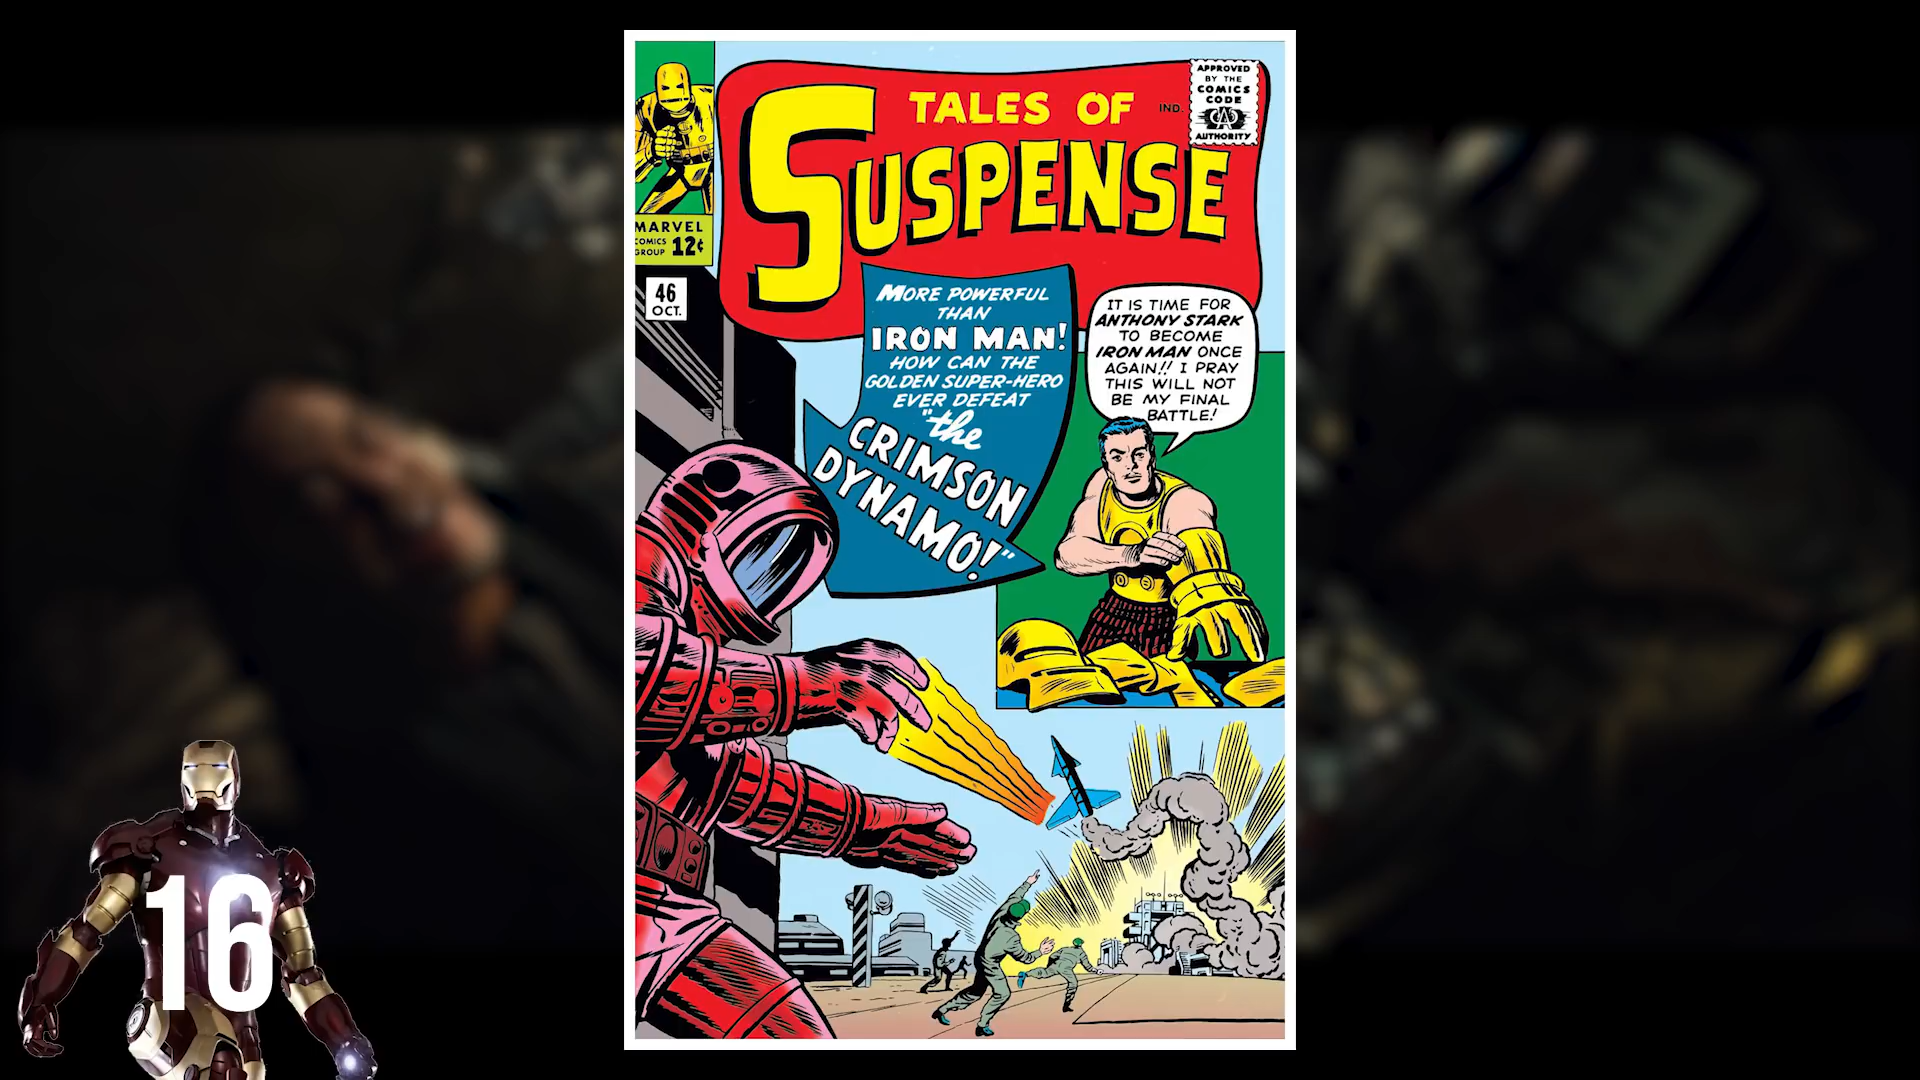 APPROVED
BY THE
COMICS
CODE
CA
AUTHORITY
TALES OF
IND.
SUSPENSE
MARVEL
COMICS
GROUP 12¢
46
OCT.
MORE POWERFUL
THAN
IRON MAN!
HOW CAN THE
GOLDEN SUPER-HERO
EVER DEFEAT
"the
CRIMSON
DYNAMO!"
IT IS TIME FOR
ANTHONY STARK
TO BECOME
IRON MAN ONCE
AGAIN!! I PRAY
THIS WILL NOT
BE MY FINAL
BATTLE!
16